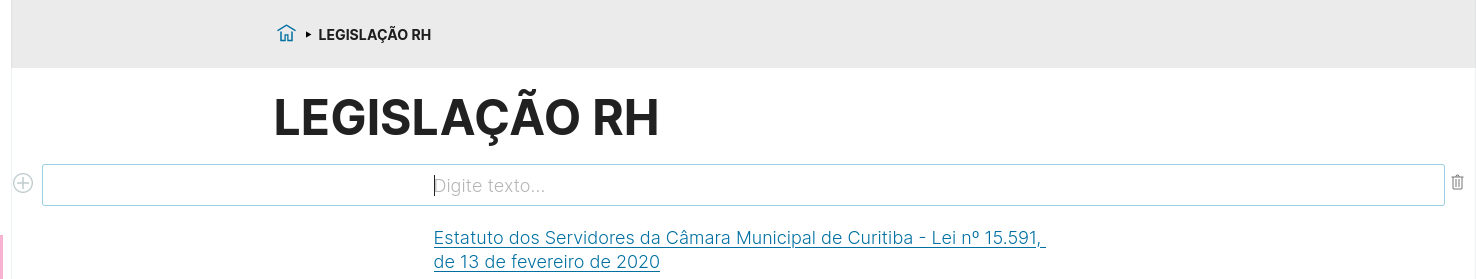 LEGISLAÇÃO RH
LEGISLAÇÃO RH
Digite texto...
Estatuto dos Servidores da Câmara Municipal de Curitiba - Lei nº 15.591,
de 13 de fevereiro de 2020